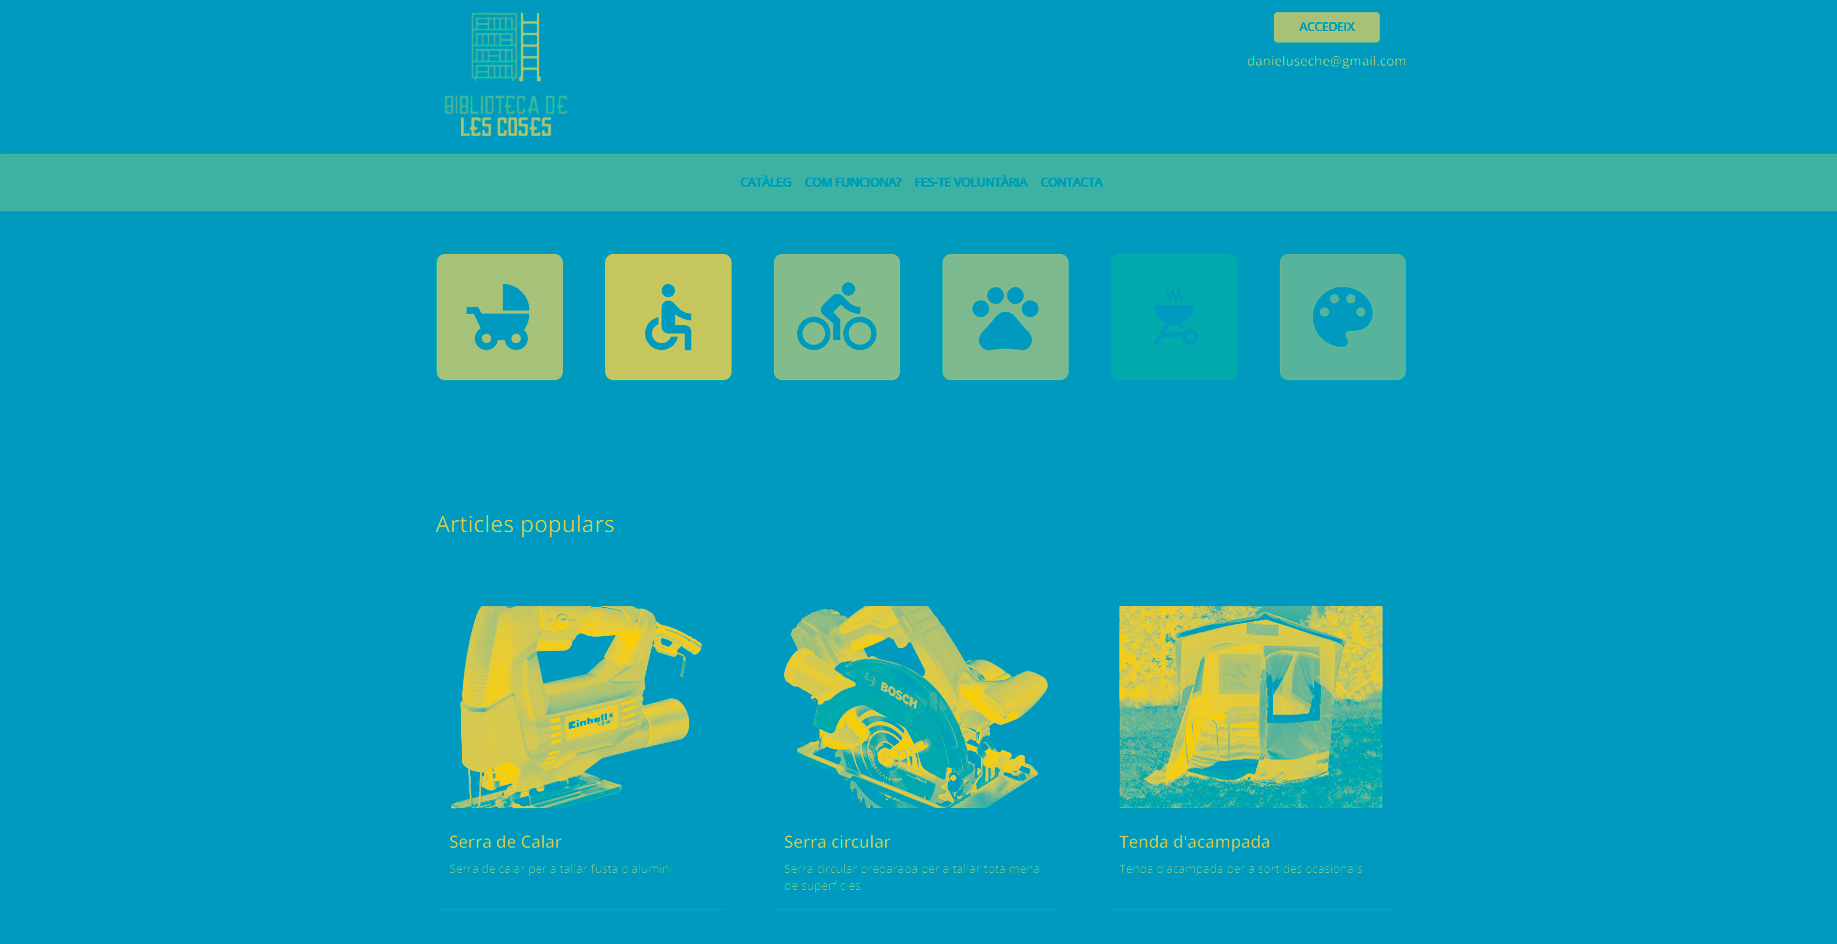 BIBLIOTECA DE
LES COSES
ACCEDEIX
danieluseche@gmail.com
CATÀLEG COM FUNCIONA? FES-TE VOLUNTÀRIA CONTACTA
Articles populars
Einhell
BOSCH
Serra de Calar
Serra de calar per a tallar fusta o alumini
Serra circular
Serra circular preparada per a tallar tota mena
de superfícies.
Tenda d'acampada
Tenda d'acampada per a sortides ocasionals